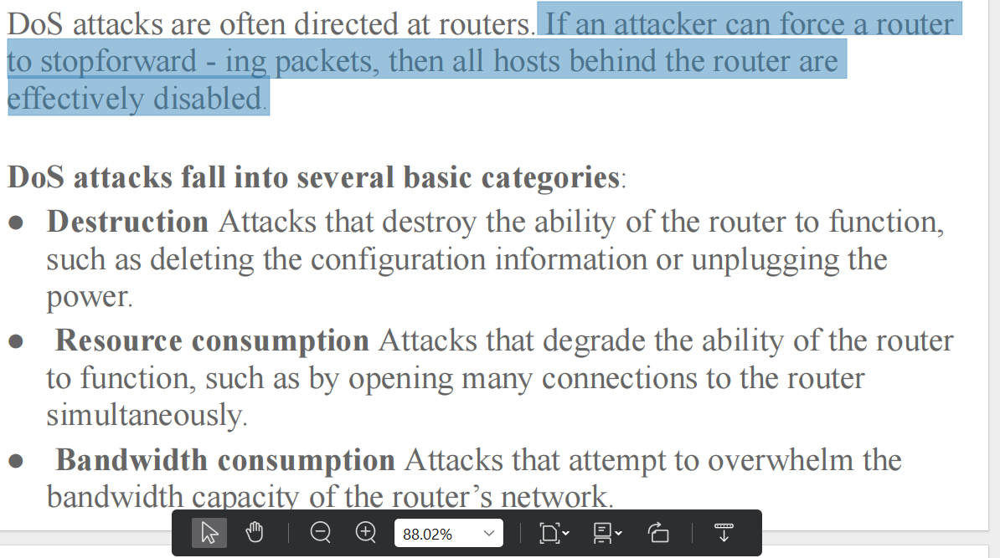 DoS attacks are often directed at routers. If an attacker can force a router
to stopforward - ing packets, then all hosts behind the router are
effectively disabled.
DoS attacks fall into several basic categories:
● Destruction Attacks that destroy the ability of the router to function,
such as deleting the configuration information or unplugging the
power.
● Resource consumption Attacks that degrade the ability of the router
to function, such as by opening many connections to the router
simultaneously.
● Bandwidth consumption Attacks that attempt to overwhelm the
bandwidth capacity of the router’s network.
88.02%